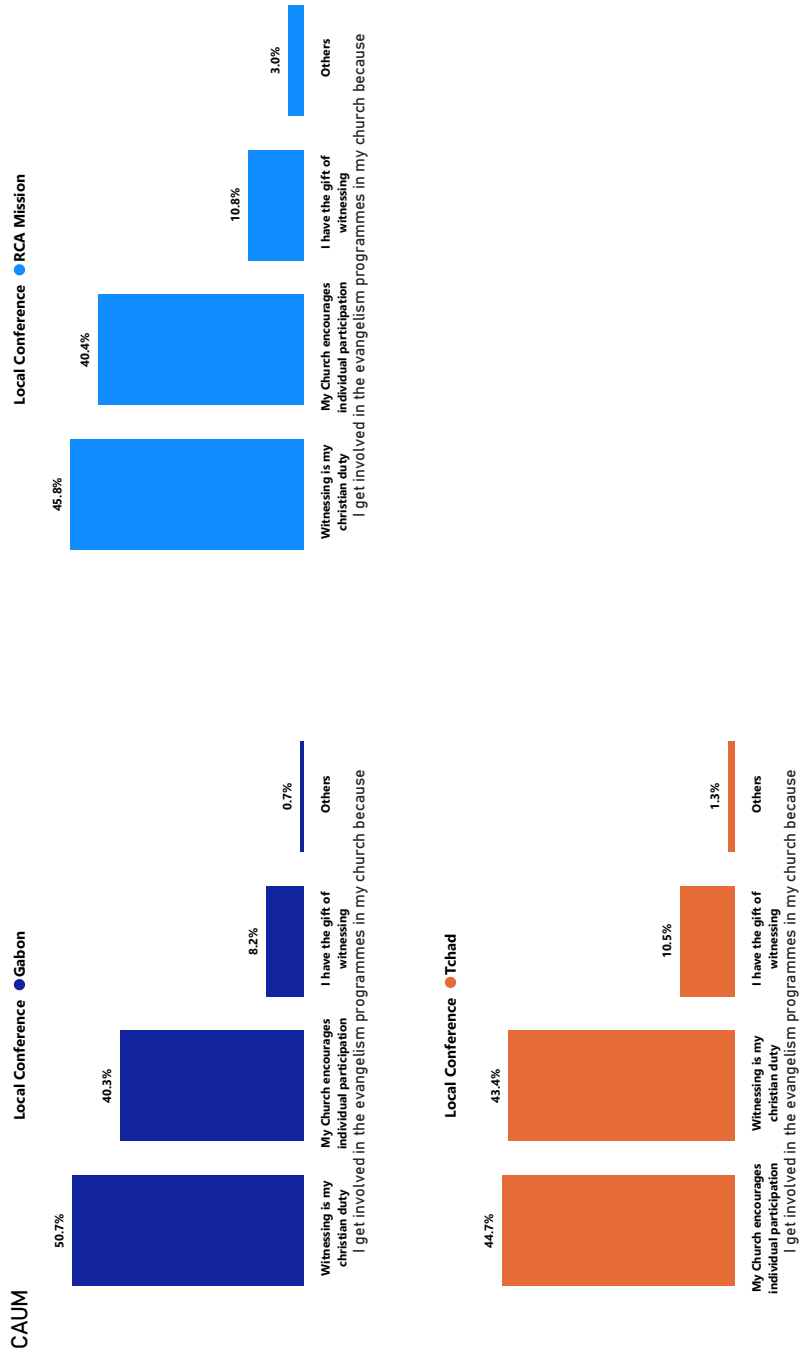 CAUM
Local Conference Gabon
50.7%
40.3%
8.2%
0.7%
Witnessing is my
christian duty
My Church encourages
individual participation
I have the gift of
witnessing
Others
I get involved in the evangelism programmes in my church because
Local Conference RCA Mission
45.8%
40.4%
10.8%
3.0%
Witnessing is my
christian duty
My Church encourages
individual participation
I have the gift of
witnessing
Others
I get involved in the evangelism programmes in my church because
Local Conference Tchad
44.7%
43.4%
10.5%
1.3%
My Church encourages
individual participation
Witnessing is my
christian duty
I have the gift of
witnessing
Others
I get involved in the evangelism programmes in my church because